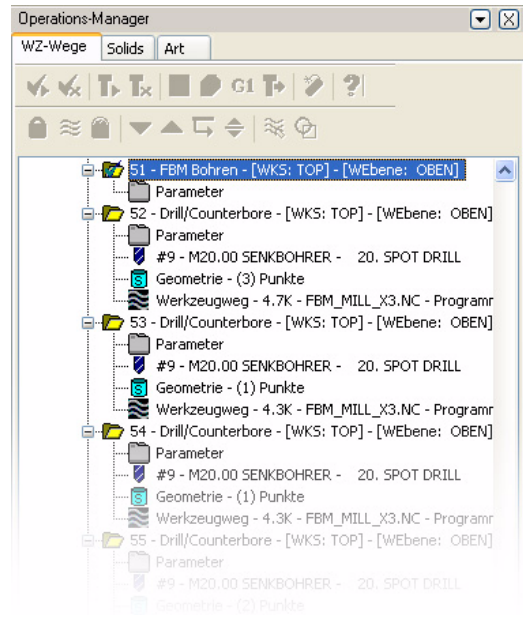 Operations-Manager
WZ-Wege Solids Art
G1
51 - FBM Bohren - [WKS: TOP] - [WEbene: OBEN]
Parameter
52 - Drill/Counterbore - [WKS: TOP] - [WEbene: OBEN]
Parameter
#9 - M20.00 SENKBOHRER - 20. SPOT DRILL
Geometrie - (3) Punkte
Werkzeugweg - 4.7K - FBM_MILL_X3.NC - Programr
53 - Drill/Counterbore - [WKS: TOP] - [WEbene: OBEN]
Parameter
#9 - M20.00 SENKBOHRER - 20. SPOT DRILL
Geometrie - (1) Punkte
Werkzeugweg - 4.3K - FBM_MILL_X3.NC - Programr
54 - Drill/Counterbore - [WKS: TOP] - [WEbene: OBEN]
Parameter
#9 - M20.00 SENKBOHRER - 20. SPOT DRILL
Geometrie - (1) Punkte
Werkzeugweg - 4.3K - FBM_MILL_X3.NC - Programr
55 - Drill/Counterbore - [WKS: TOP] - [WEbene: OBEN]
Parameter
#9 - M20.00 SENKBOHRER - 20. SPOT DRILL
Geometrie - (2) Punkte